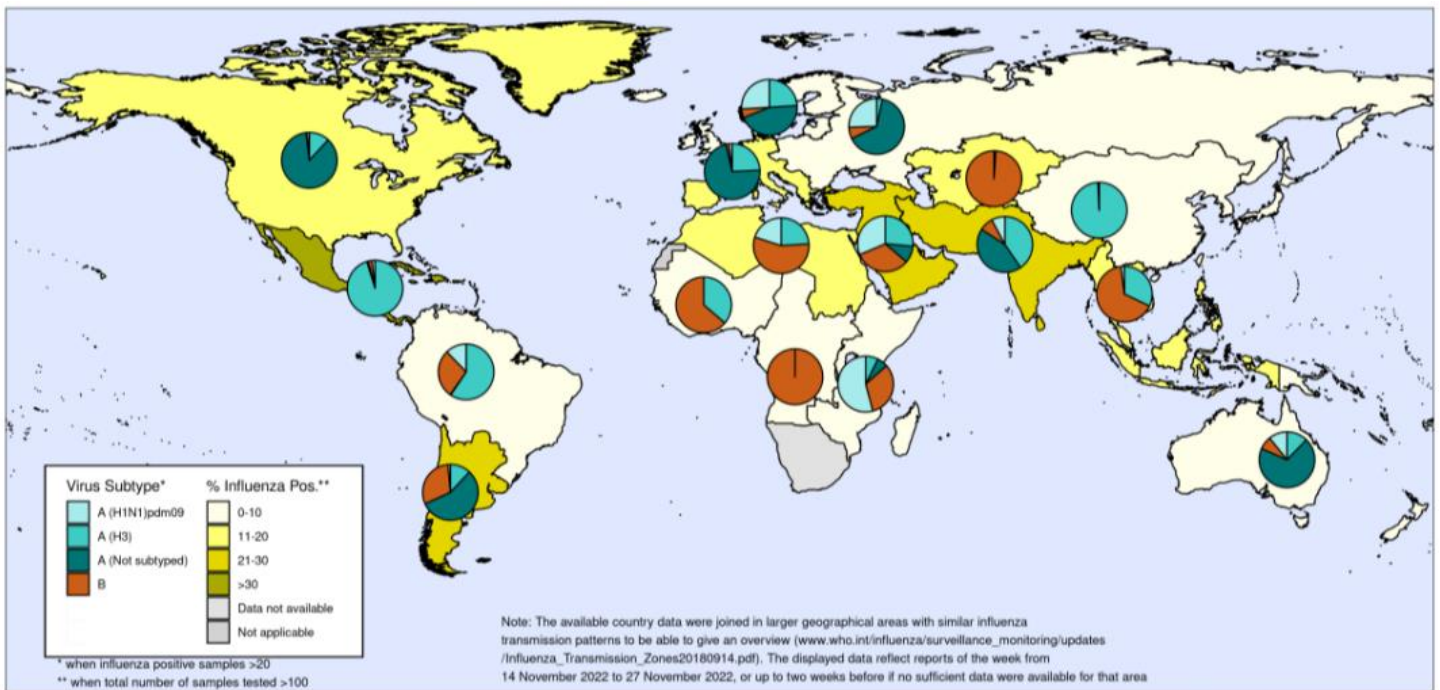 Virus Subtype*
A (H1N1)pdm09
A (H3)
A (Not subtyped)
B
% Influenza Pos.**
0-10
11-20
21-30
>30
Data not available
Not applicable
* when influenza positive samples >20
** when total number of samples tested >100
Note: The available country data were joined in larger geographical areas with similar influenza
transmission patterns to be able to give an overview (www.who.int/influenza/surveillance_monitoring/updates
/Influenza_Transmission_Zones20180914.pdf). The displayed data reflect reports of the week from
14 November 2022 to 27 November 2022, or up to two weeks before if no sufficient data were available for that area